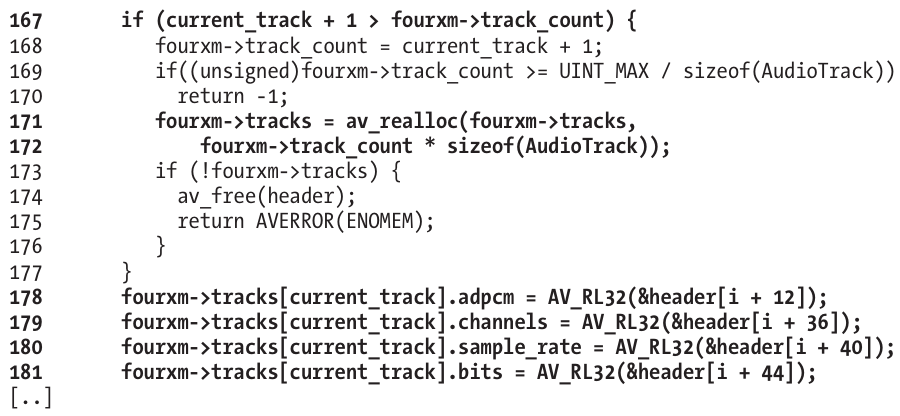 167 if (current_track + 1 > fourxm->track_count) {
168 fourxm->track_count = current_track + 1;
169 if((unsigned)fourxm->track_count >= UINT_MAX / sizeof(AudioTrack))
170 return -1;
171 fourxm->tracks = av_realloc(fourxm->tracks,
172 fourxm->track_count * sizeof(AudioTrack));
173 if (!fourxm->tracks) {
174 av_free(header);
175 return AVERROR(ENOMEM);
176 }
177 }
178 fourxm->tracks[current_track].adpcm = AV_RL32(&header[i + 12]);
179 fourxm->tracks[current_track].channels = AV_RL32(&header[i + 36]);
180 fourxm->tracks[current_track].sample_rate = AV_RL32(&header[i + 40]);
181 fourxm->tracks[current_track].bits = AV_RL32(&header[i + 44]);
[..]